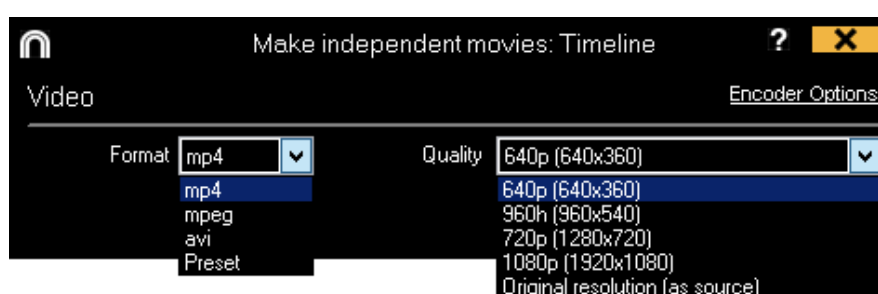 Make independent movies: Timeline ?
Video Encoder Options
Format mp4 Quality 640p (640x360)
mp4 640p (640x360)
mpeg 960h (960x540)
avi 720p (1280x720)
Preset 1080p (1920x1080)
Original resolution (as source)